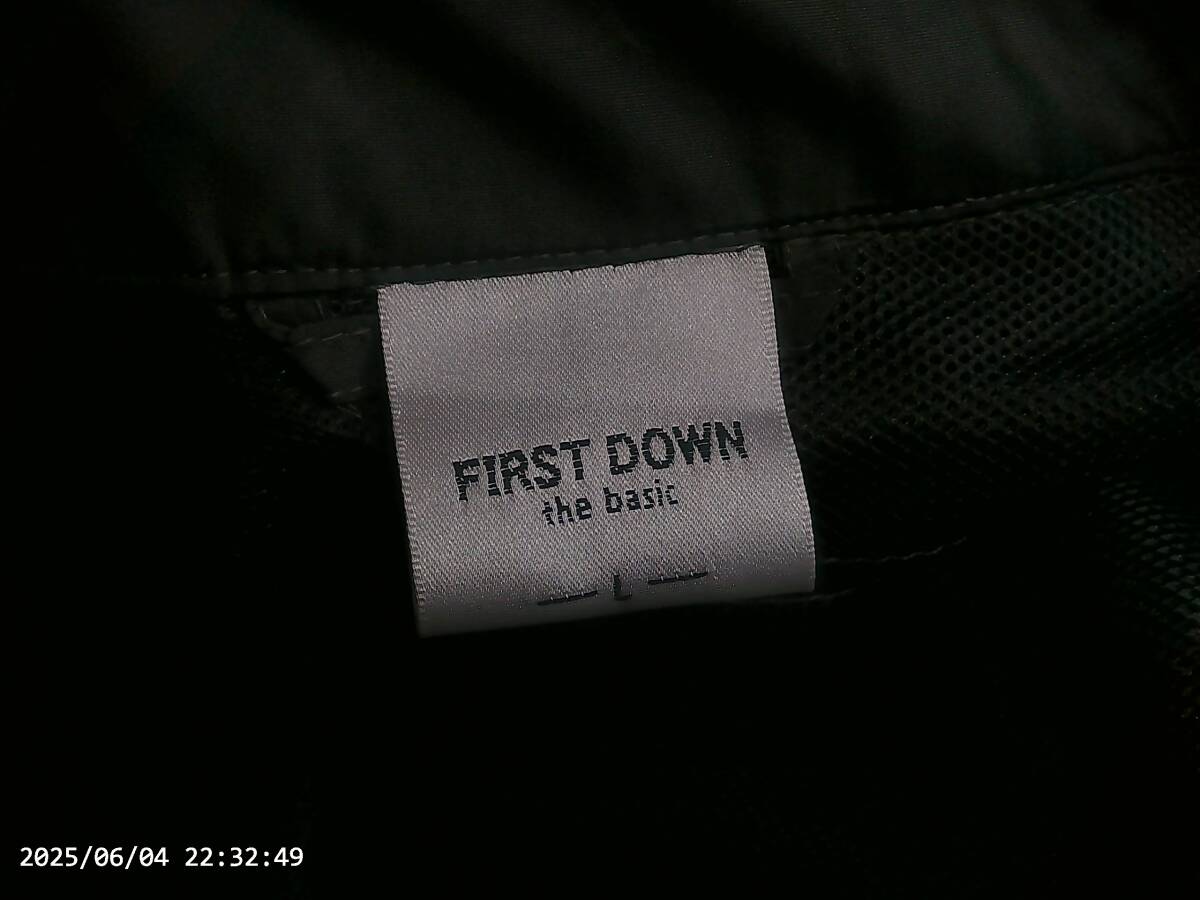 FIRST DOWN
the basic
— L —
2025/06/04 22:32:49